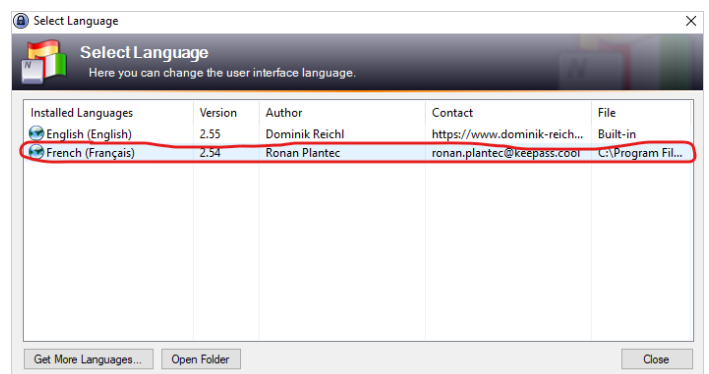 Select Language
Select Language
Here you can change the user interface language.
Installed Languages Version Author Contact File
English (English) 2.55 Dominik Reichl https://www.dominik-reich... Built-in
French (Français) 2.54 Ronan Plantec ronan.plantec@keepass.cool C:\Program Fil...
Get More Languages... Open Folder Close